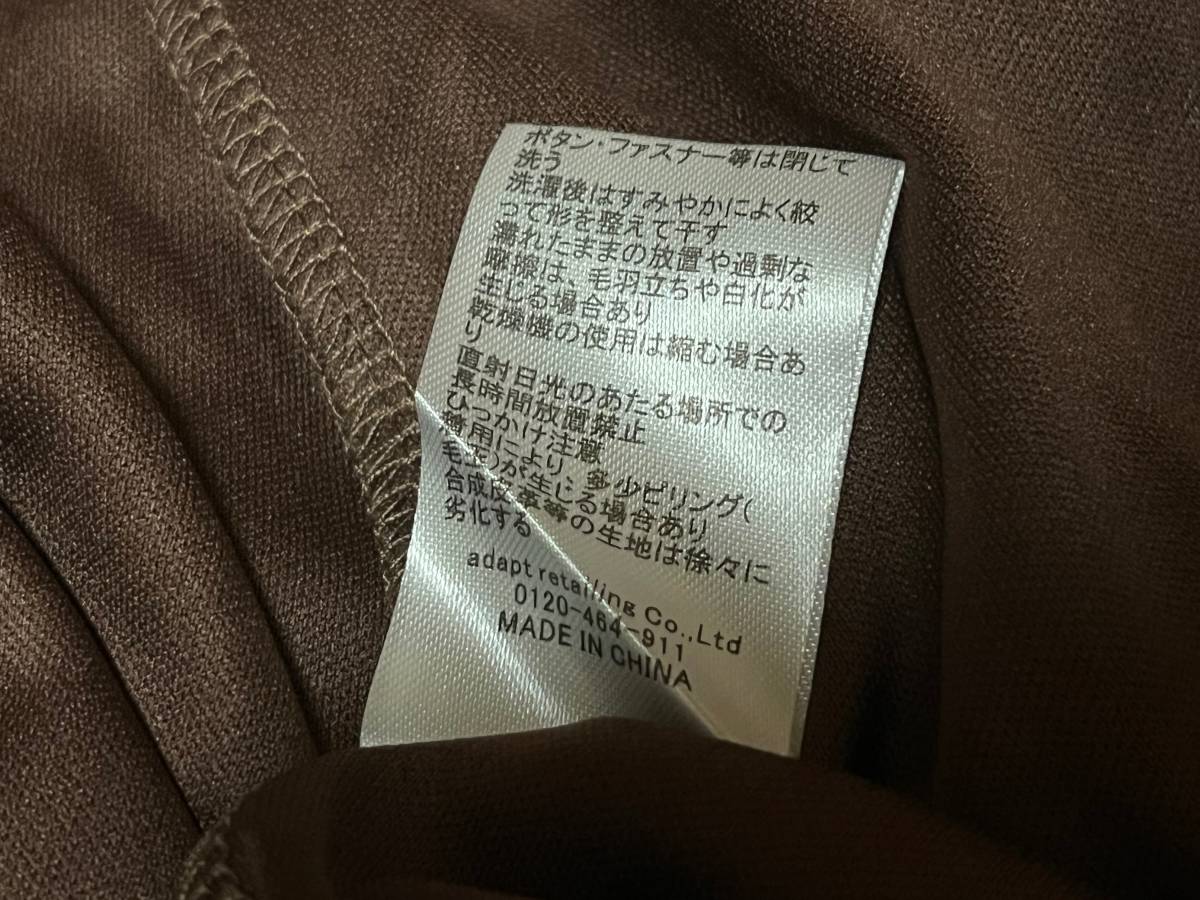 ボタン・ファスナー等は閉じて
洗う
洗濯後はすみやかによく絞
って形を整えて干す
濡れたままの放置や過剰な
摩擦は、毛羽立ちや白化が
生じる場合あり
乾燥機の使用は縮む場合あ
り
直射日光のあたる場所での
長時間放置禁止
ひっかけ注意
着用により、多少ピリング(
毛玉)が生じる場合あり
合成皮革等の生地は徐々に
劣化する
adapt retailing Co.,Ltd
0120-464-911
MADE IN CHINA